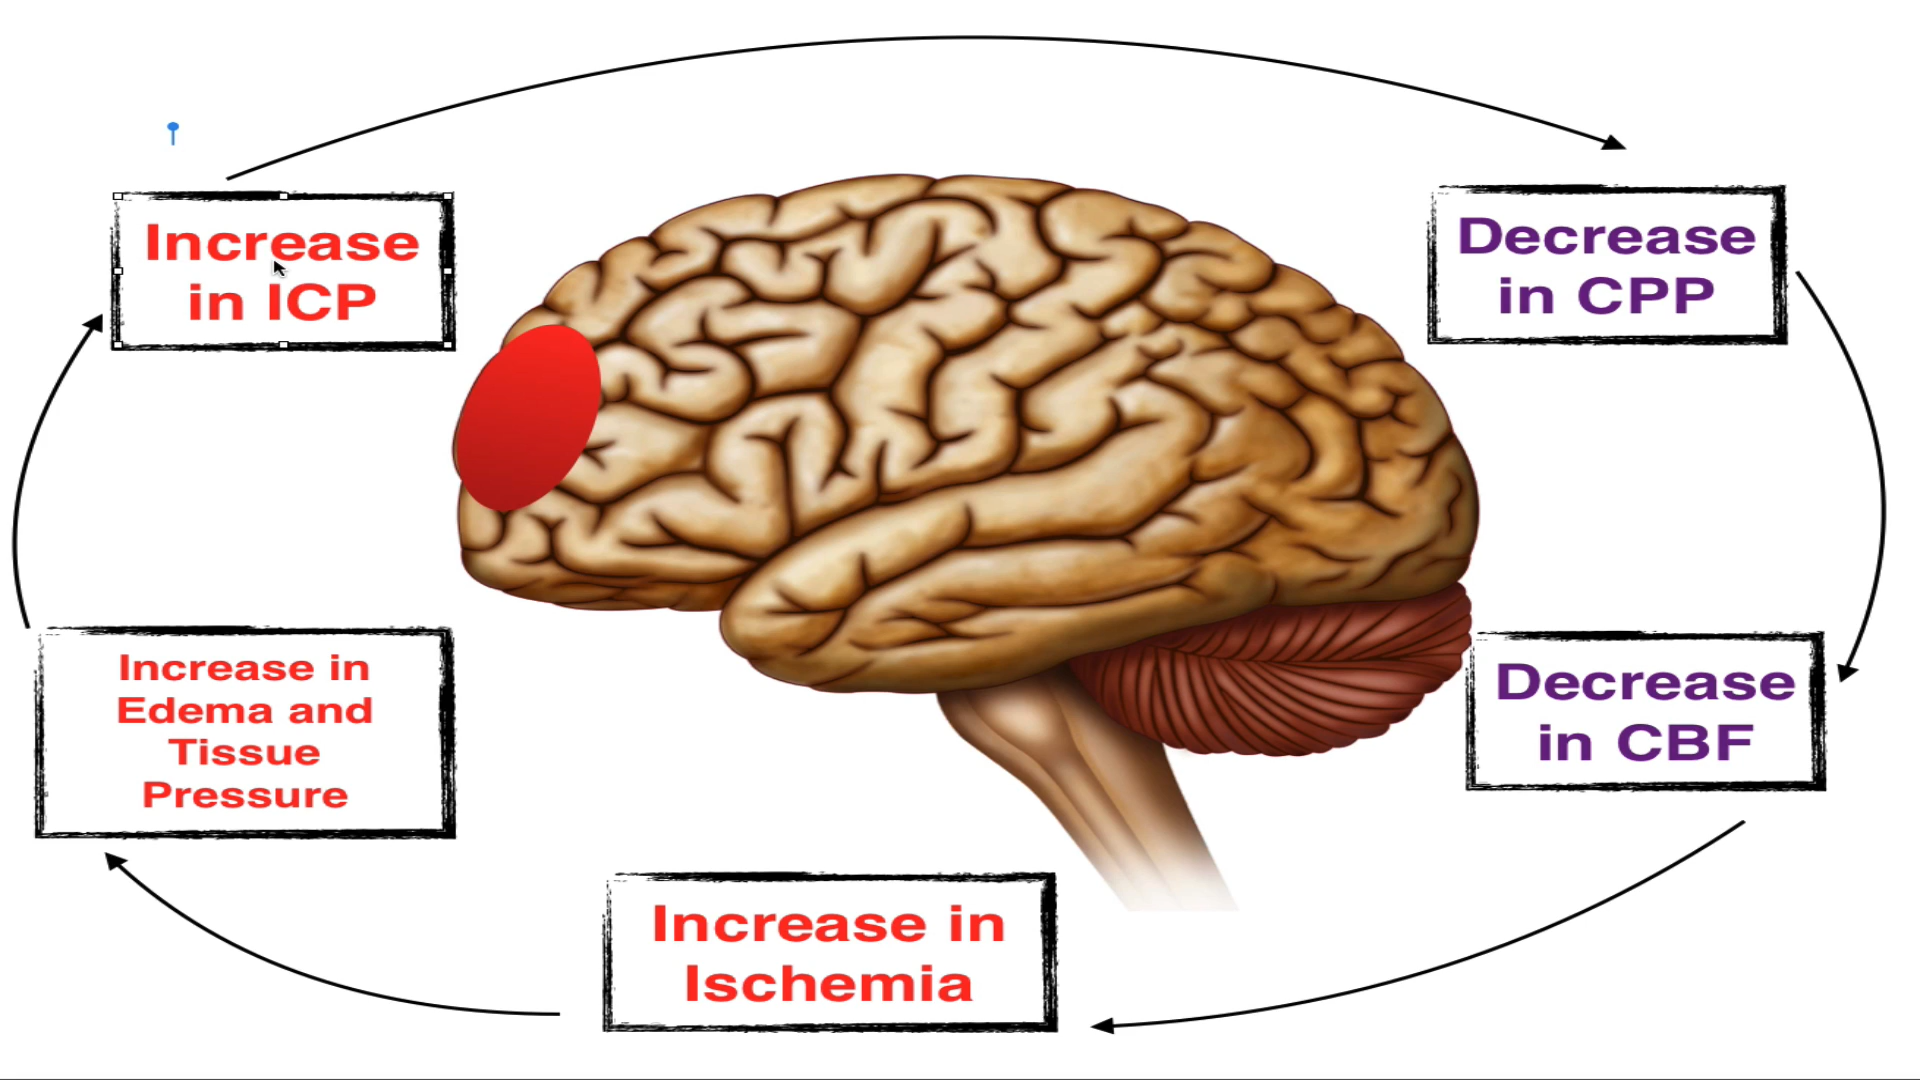 Increase
in ICP
Decrease
in CPP
Decrease
in CBF
Increase in
Ischemia
Increase in
Edema and
Tissue
Pressure